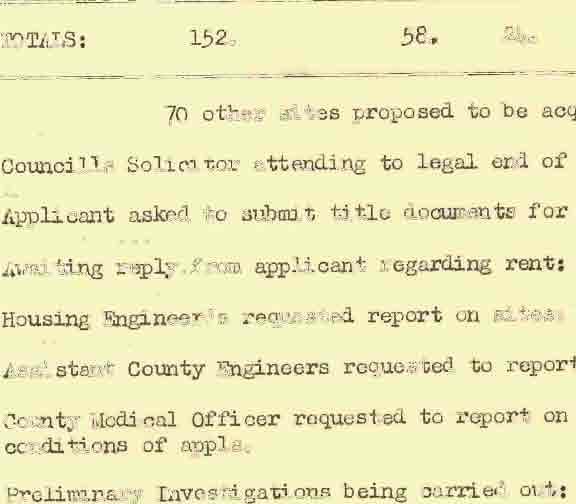 TOTALS: 152. 58. 24.
70 other sites proposed to be acq
Council's Solicitor attending to legal end of
Applicant asked to submit title documents for
Awaiting reply from applicant regarding rent:
Housing Engineer's requested report on sites:
Assistant County Engineers requested to report
County Medical Officer requested to report on
conditions of appls.
Preliminary Investigations being carried out: